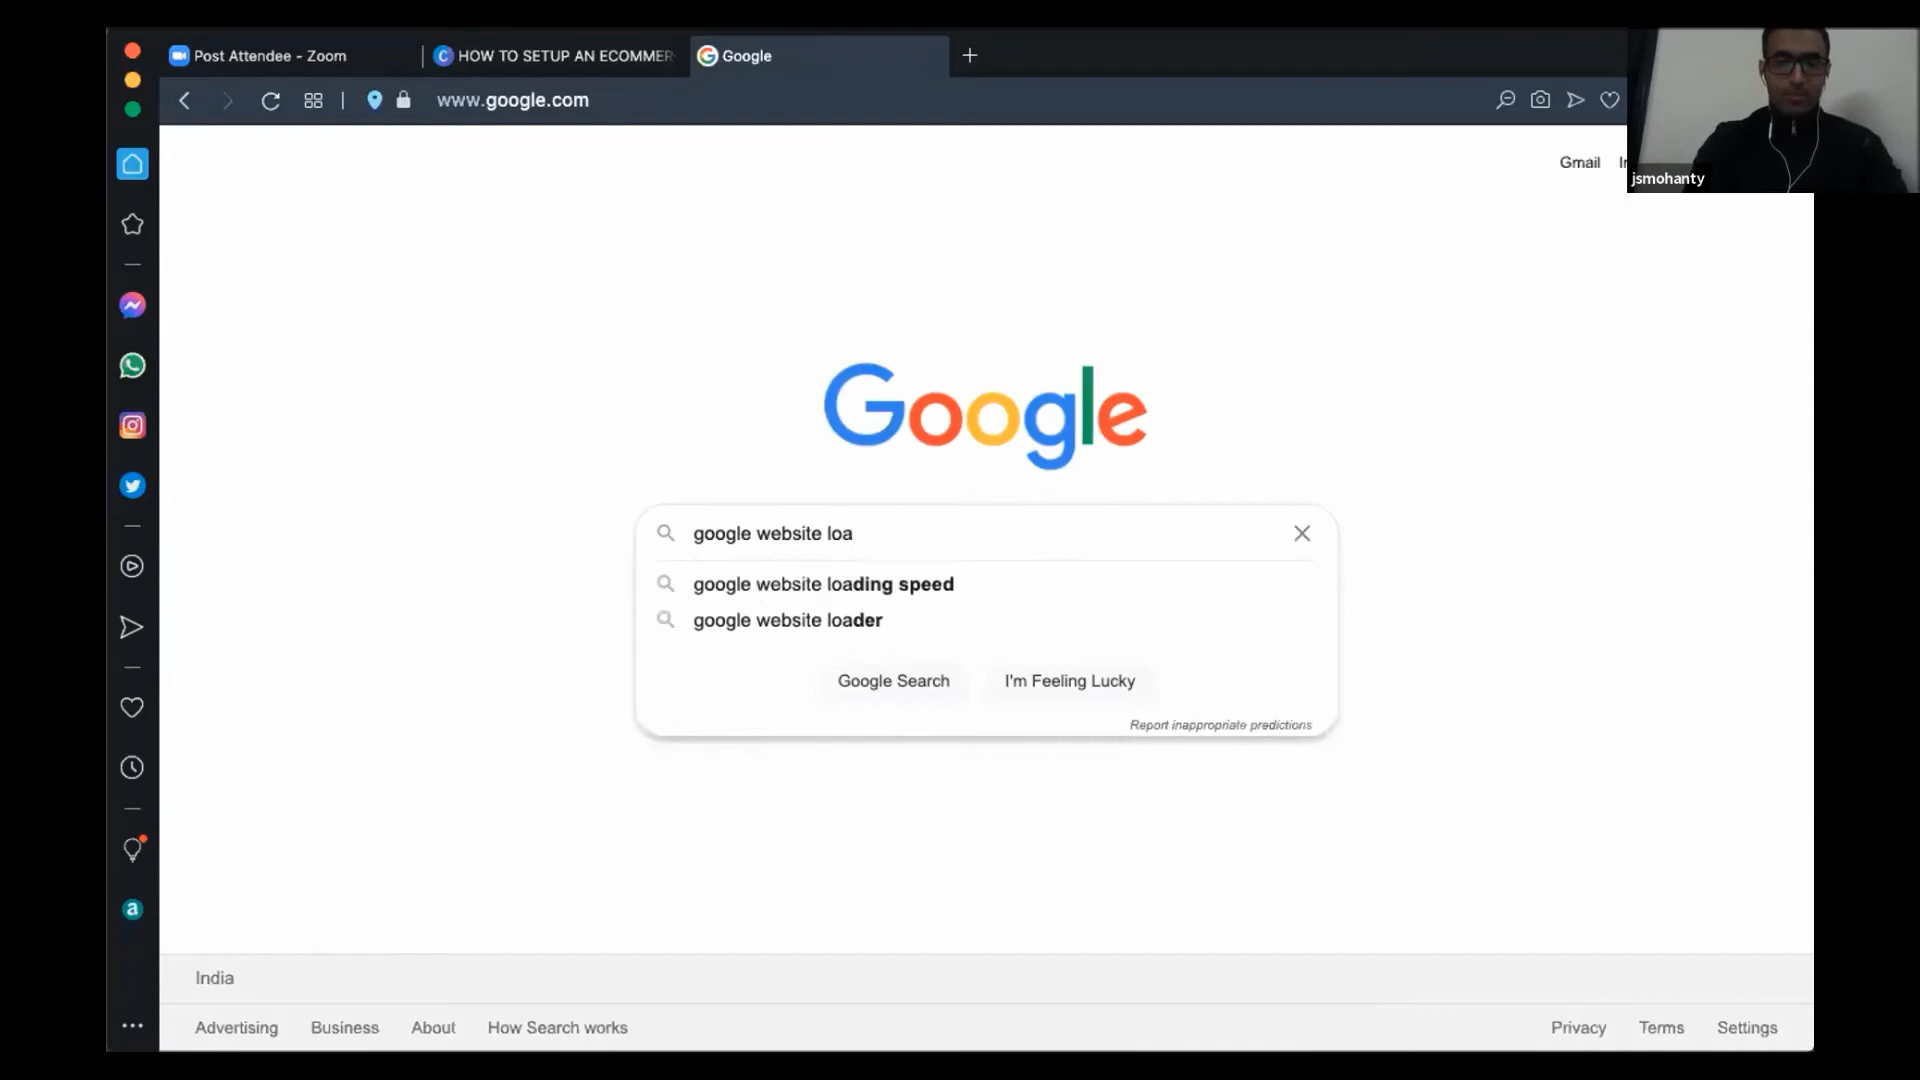 Post Attendee - Zoom
HOW TO SETUP AN ECOMMER
Google
www.google.com
Gmail
jsmohanty
Google
google website loa
google website loading speed
google website loader
Google Search
I'm Feeling Lucky
Report inappropriate predictions
India
Advertising
Business
About
How Search works
Privacy
Terms
Settings